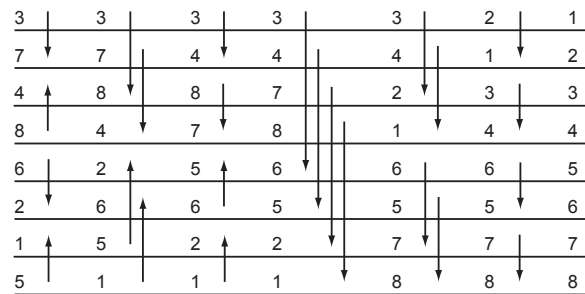 3 3 3 3 3 2 1
7 7 4 4 4 1 2
4 8 8 7 2 3 3
8 4 7 8 1 4 4
6 2 5 6 6 6 5
2 6 6 5 5 5 6
1 5 2 2 7 7 7
5 1 1 1 8 8 8